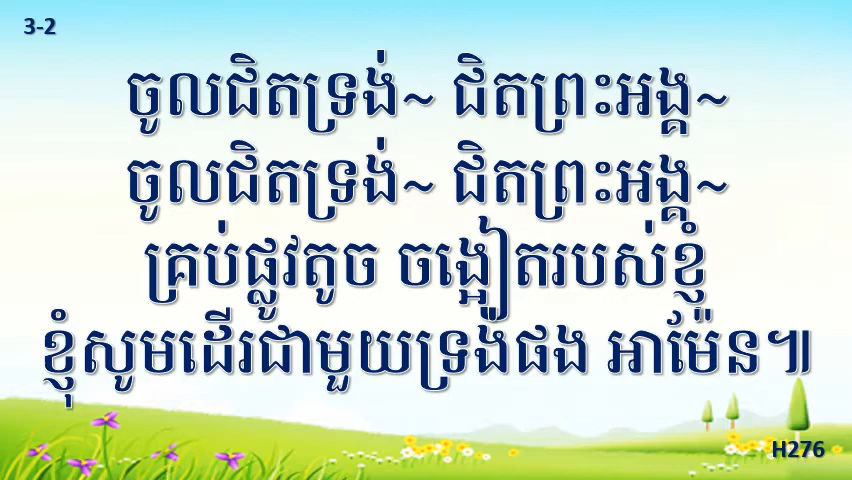 3-2
ចូលជិតទ្រង់~ ជិតព្រះអង្គ~
ចូលជិតទ្រង់~ ជិតព្រះអង្គ~
គ្រប់ផ្លូវតូច ចង្អៀតរបស់ខ្ញុំ
ខ្ញុំសូមដើរជាមួយទ្រង់ផង អាម៉ែន៕
H276